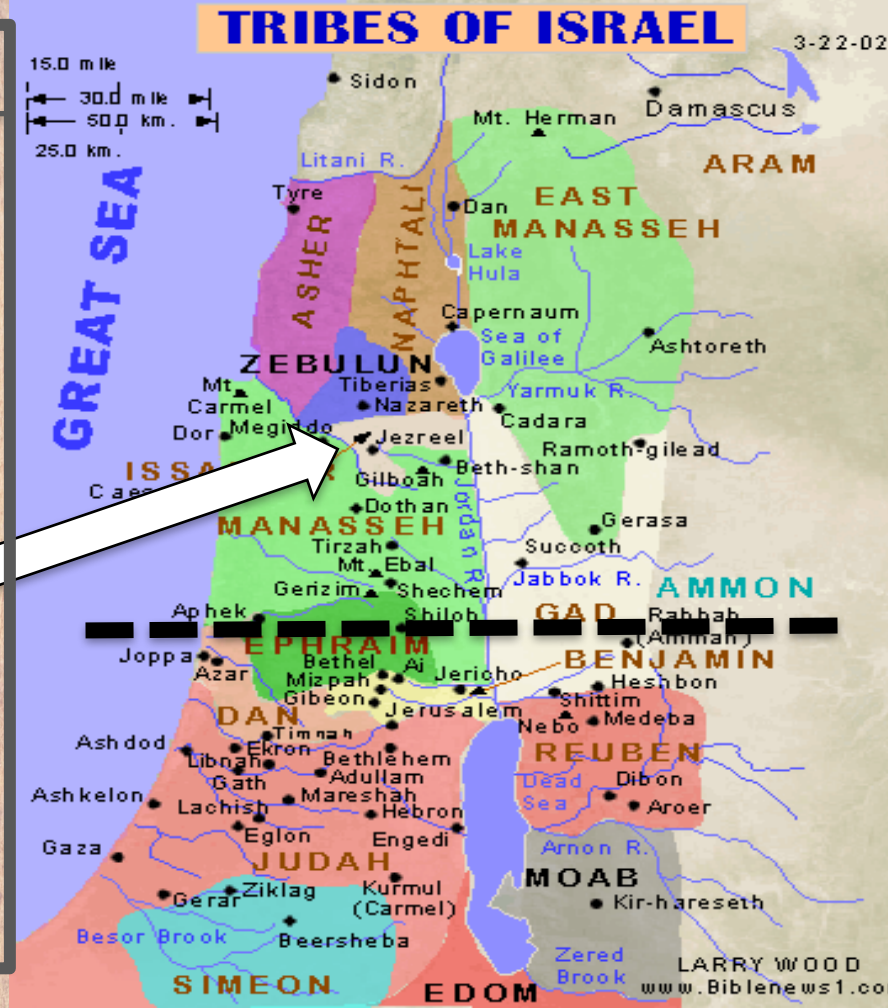 TRIBES OF ISRAEL
3-22-02
15.0 mile
30.0 mile
50.0 km.
25.0 km.
Sidon
Damascus
Mt. Herman
Litani R.
ARAM
Tyre
GREAT SEA
ASHER
NAPHTALI
Dan
EAST
MANASSEH
Lake
Hula
Capernaum
Sea of
Galilee
Ashtoreth
ZEBULUN
Mt.
Carmel
Tiberias
Nazareth
Yarmuk R.
Cadara
Dor
Megiddo
Jezreel
Ramoth-gilead
Beth-shan
Gilboah
Jordan R.
Dothan
MANASSEH
Gerasa
Tirzah
Succoth
Mt. Ebal
Jabbok R.
AMMON
Gerizim
Shechem
Aphek
Shiloh
GAD
Rabbah
(Amman)
EPHRAIM
BENJAMIN
Joppa
Azar
Bethel
Ai
Mizpah
Jericho
Heshbon
Gibeon
Shittim
Jerusalem
Nebo
Medeba
DAN
Timnah
REUBEN
Ashdod
Ekron
Libnah
Bethlehem
Adullam
Gath
Dead
Sea
Dibon
Ashkelon
Mareshah
Aroer
Lachish
Hebron
Eglon
Engedi
Gaza
Arnon R.
JUDAH
MOAB
Gerar
Ziklag
Kurmul
(Carmel)
Kir-hareseth
Besor Brook
Beersheba
Zered
Brook
LARRY WOOD
SIMEON
EDOM
www.Biblenews1.co